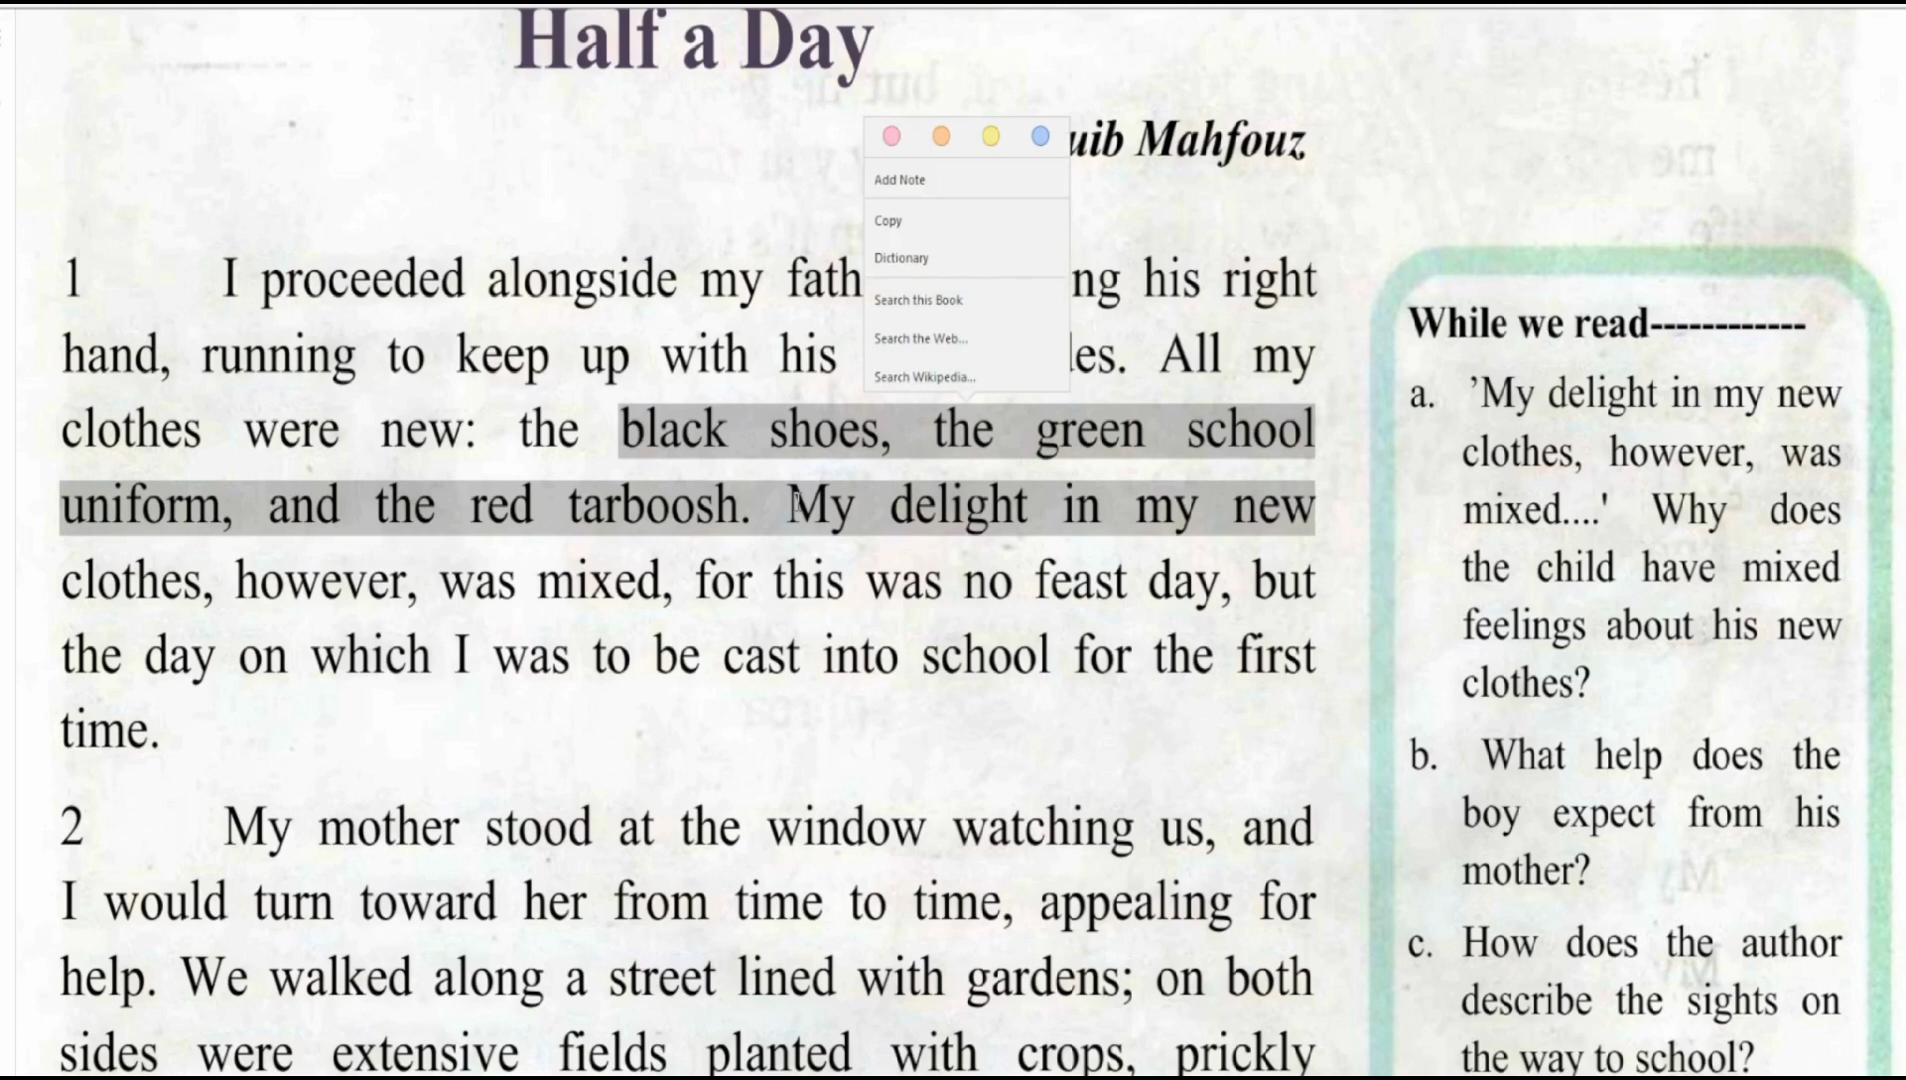 Half a Day
uib Mahfouz
Add Note
Copy
Dictionary
Search this Book
Search the Web...
Search Wikipedia...
1 I proceeded alongside my fath ng his right
hand, running to keep up with his les. All my
clothes were new: the black shoes, the green school
uniform, and the red tarboosh. My delight in my new
clothes, however, was mixed, for this was no feast day, but
the day on which I was to be cast into school for the first
time.
2 My mother stood at the window watching us, and
I would turn toward her from time to time, appealing for
help. We walked along a street lined with gardens; on both
sides were extensive fields planted with crops, prickly
While we read------------
a. ’My delight in my new
clothes, however, was
mixed....' Why does
the child have mixed
feelings about his new
clothes?
b. What help does the
boy expect from his
mother?
c. How does the author
describe the sights on
the way to school?